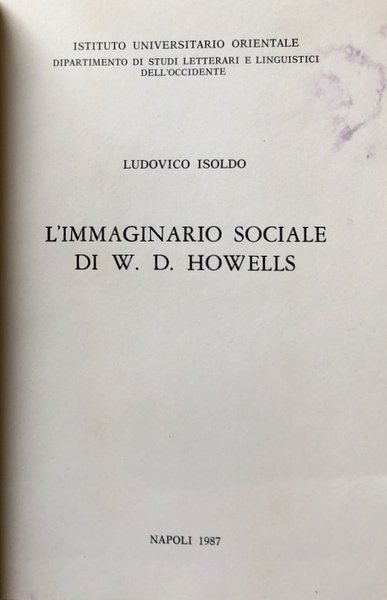 ISTITUTO UNIVERSITARIO ORIENTALE
DIPARTIMENTO DI STUDI LETTERARI E LINGUISTICI
DELL'OCCIDENTE
LUDOVICO ISOLDO
L'IMMAGINARIO SOCIALE
DI W. D. HOWELLS
NAPOLI 1987